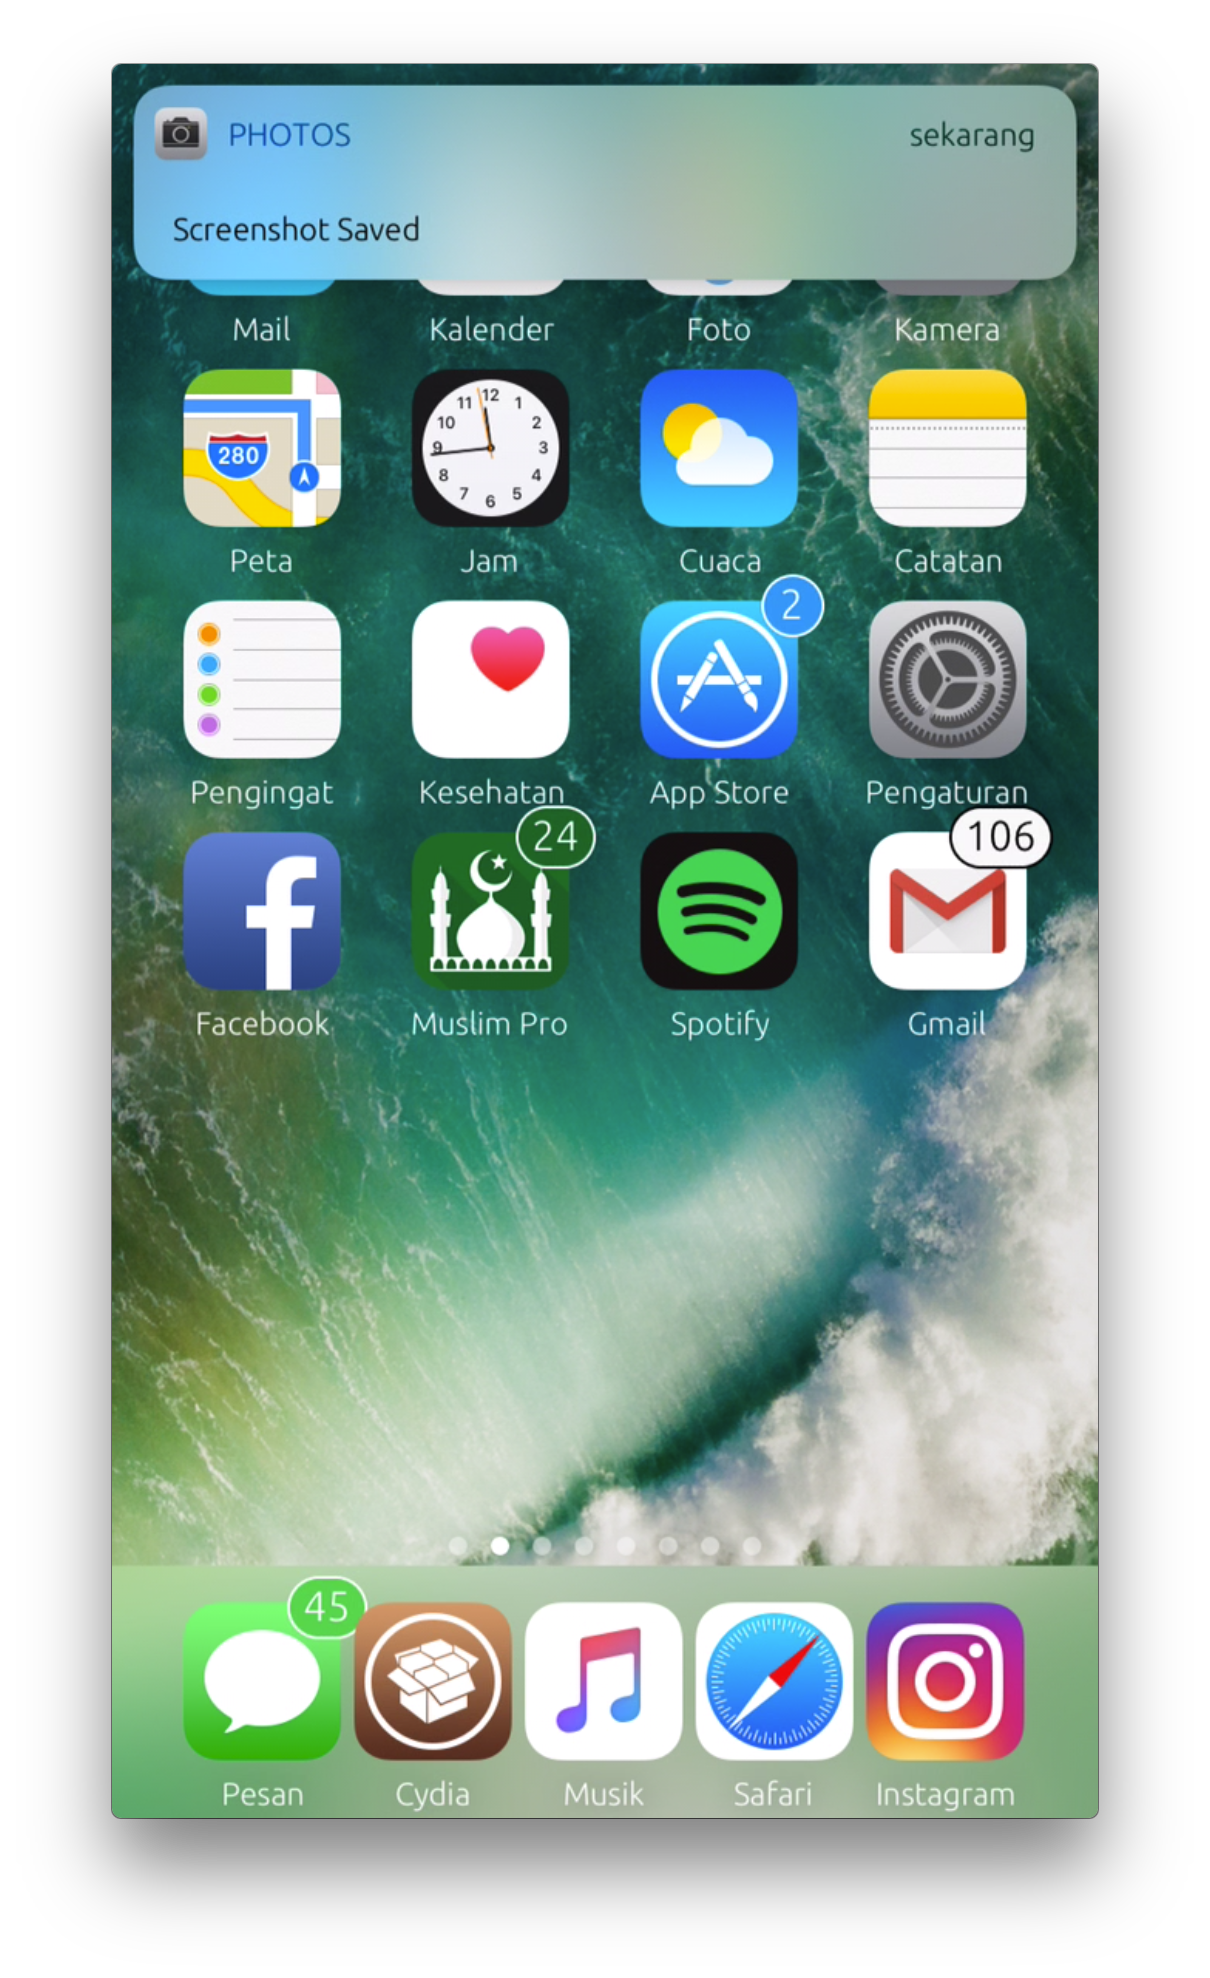 PHOTOS sekarang
Screenshot Saved
Mail Kalender Foto Kamera
280
12 1 2 3 4 5 6 7 8 9 10 11
Peta Jam Cuaca Catatan
2
Pengingat Kesehatan App Store Pengaturan
24 106
Facebook Muslim Pro Spotify Gmail
45
Pesan Cydia Musik Safari Instagram